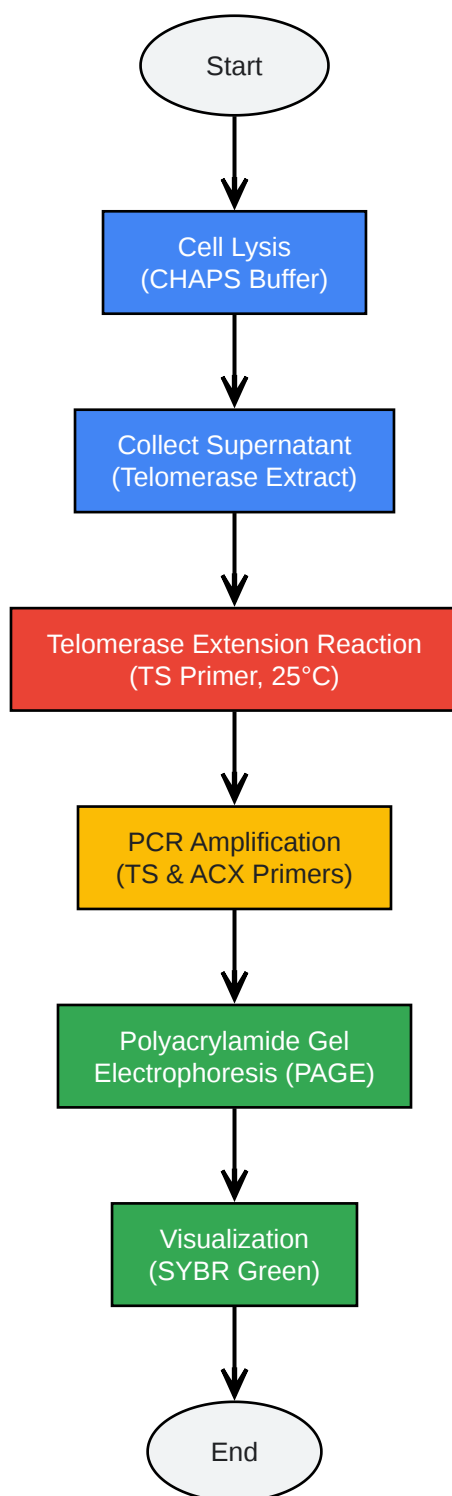 Start
Cell Lysis
(CHAPS Buffer)
Collect Supernatant
(Telomerase Extract)
Telomerase Extension Reaction
(TS Primer, 25°C)
PCR Amplification
(TS & ACX Primers)
Polyacrylamide Gel
Electrophoresis (PAGE)
Visualization
(SYBR Green)
End